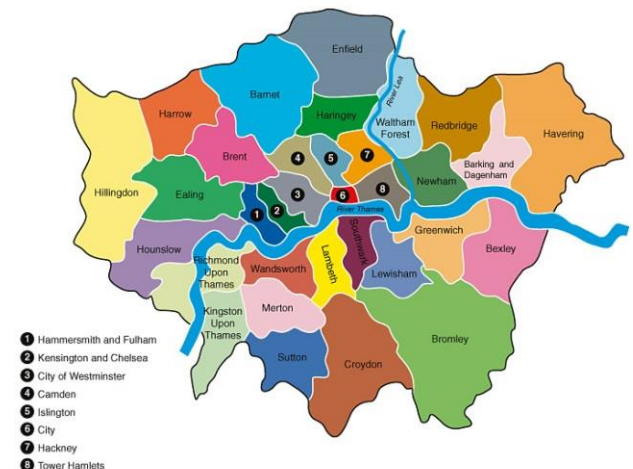 Enfield
Barnet
Harrow
Haringey
River Lea
Waltham
Forest
Redbridge
Havering
Brent
4
5
7
Barking and
Dagenham
Hillingdon
Ealing
1
2
3
6
8
Newham
River Thames
Hounslow
Richmond
Upon
Thames
Wandsworth
Lambeth
Southwark
Lewisham
Greenwich
Bexley
Kingston
Upon
Thames
Merton
Sutton
Croydon
Bromley
1 Hammersmith and Fulham
2 Kensington and Chelsea
3 City of Westminster
4 Camden
5 Islington
6 City
7 Hackney
8 Tower Hamlets